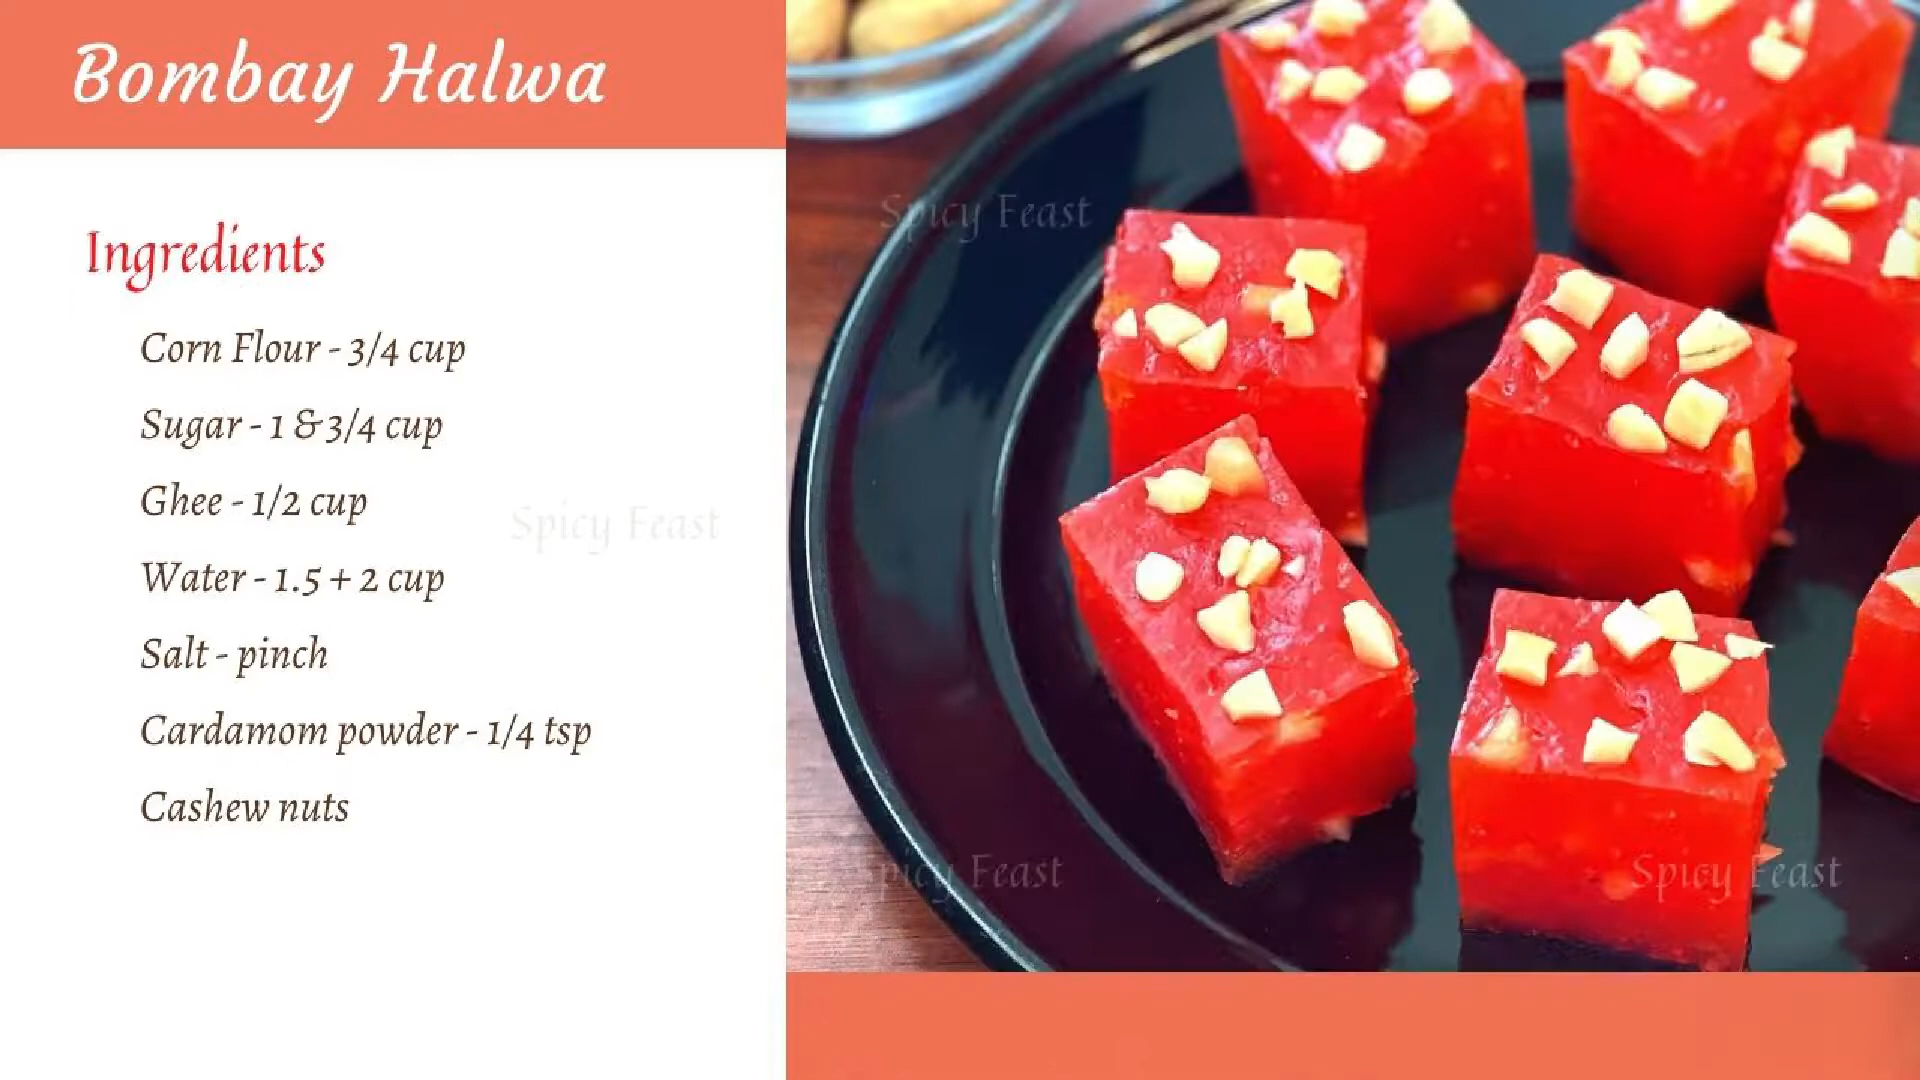 Bombay Halwa
Ingredients
Corn Flour - 3/4 cup
Sugar - 1 & 3/4 cup
Ghee - 1/2 cup
Water - 1.5 + 2 cup
Salt - pinch
Cardamom powder - 1/4 tsp
Cashew nuts
Spicy Feast
Spicy Feast
Spicy Feast
Spicy Feast